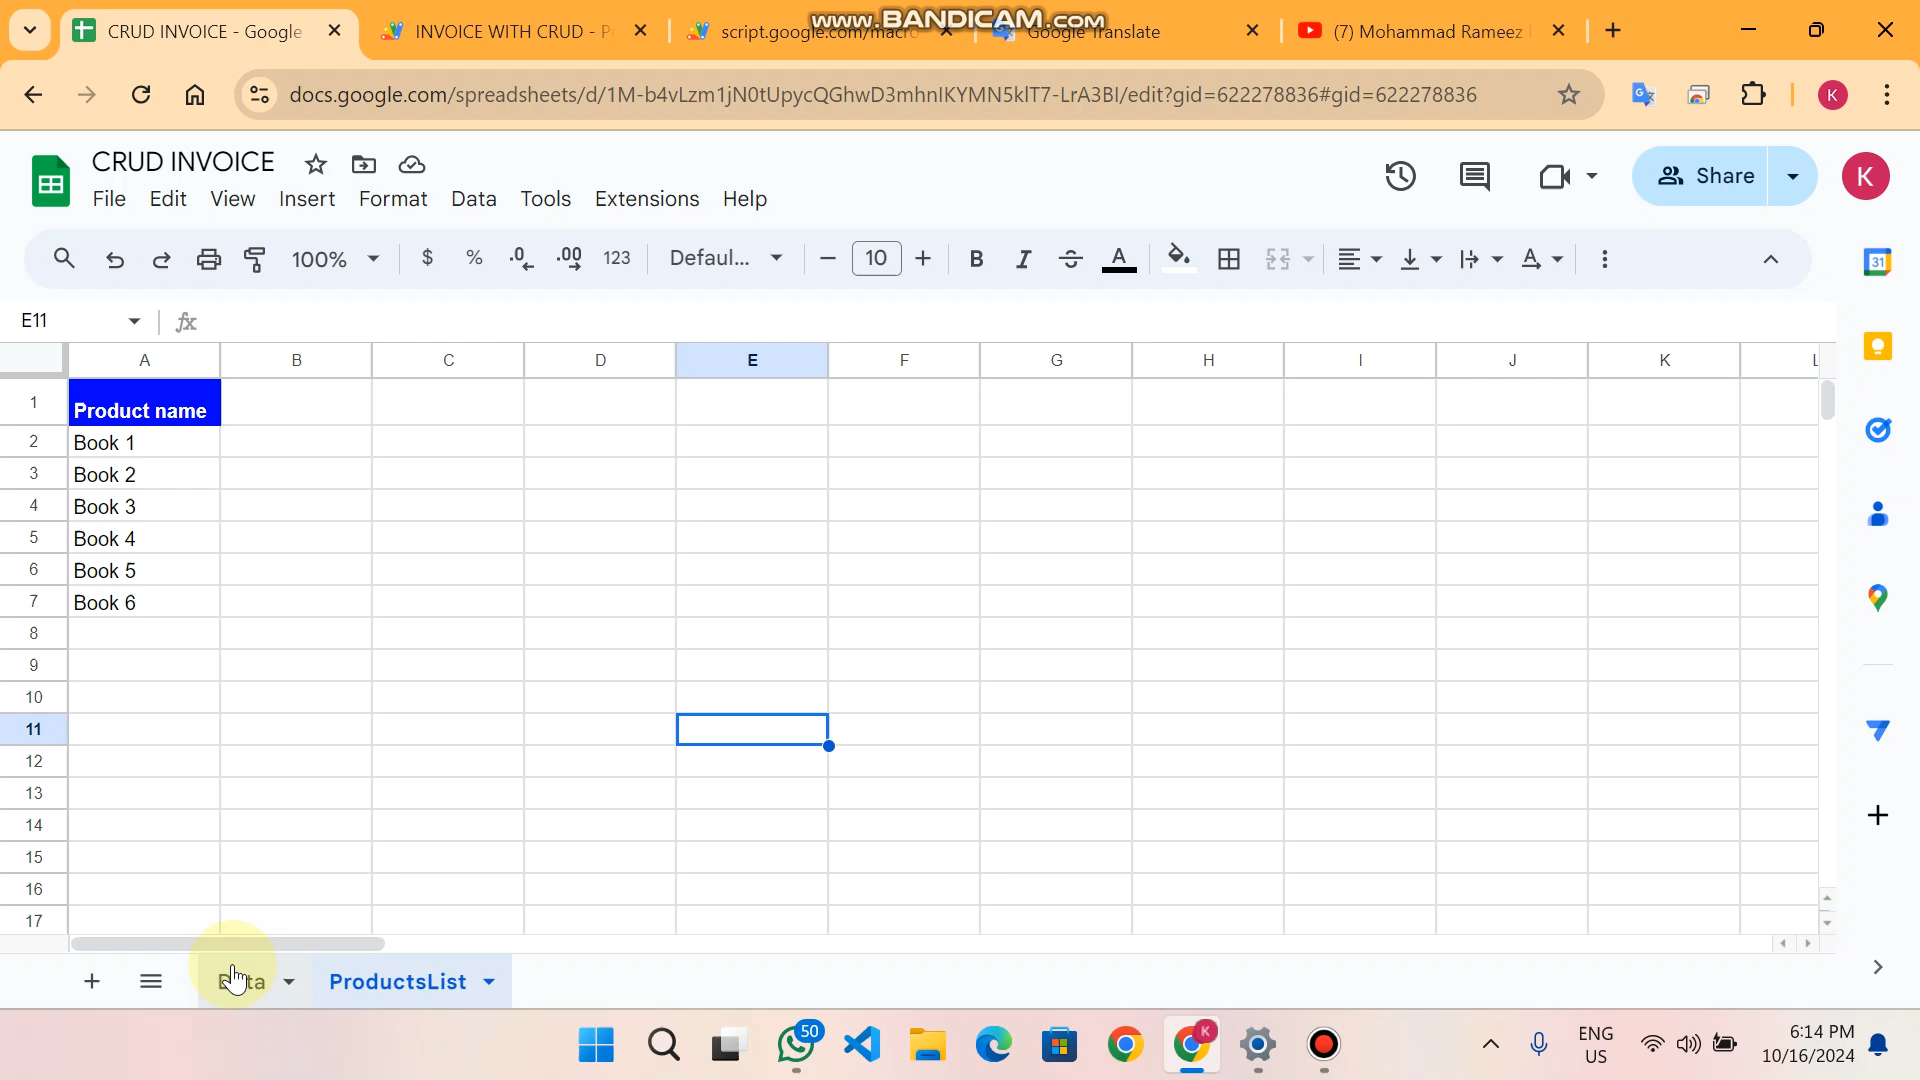 www.BANDICAM.com
CRUD INVOICE - Google
INVOICE WITH CRUD - P
script.google.com/macr
Google Translate
(7) Mohammad Rameez
docs.google.com/spreadsheets/d/1M-b4vLzm1jN0tUpycQGhwD3mhnIKYMN5kIT7-LrA3BI/edit?gid=622278836#gid=622278836
K
CRUD INVOICE
File Edit View Insert Format Data Tools Extensions Help
Share
K
100% $ % .0 .00 123 Defaul... 10 B I A
31
E11
A B C D E F G H I J K L
1 Product name
2 Book 1
3 Book 2
4 Book 3
5 Book 4
6 Book 5
7 Book 6
8
9
10
11
12
13
14
15
16
17
Data ProductsList
50
K
ENG
US
6:14 PM
10/16/2024